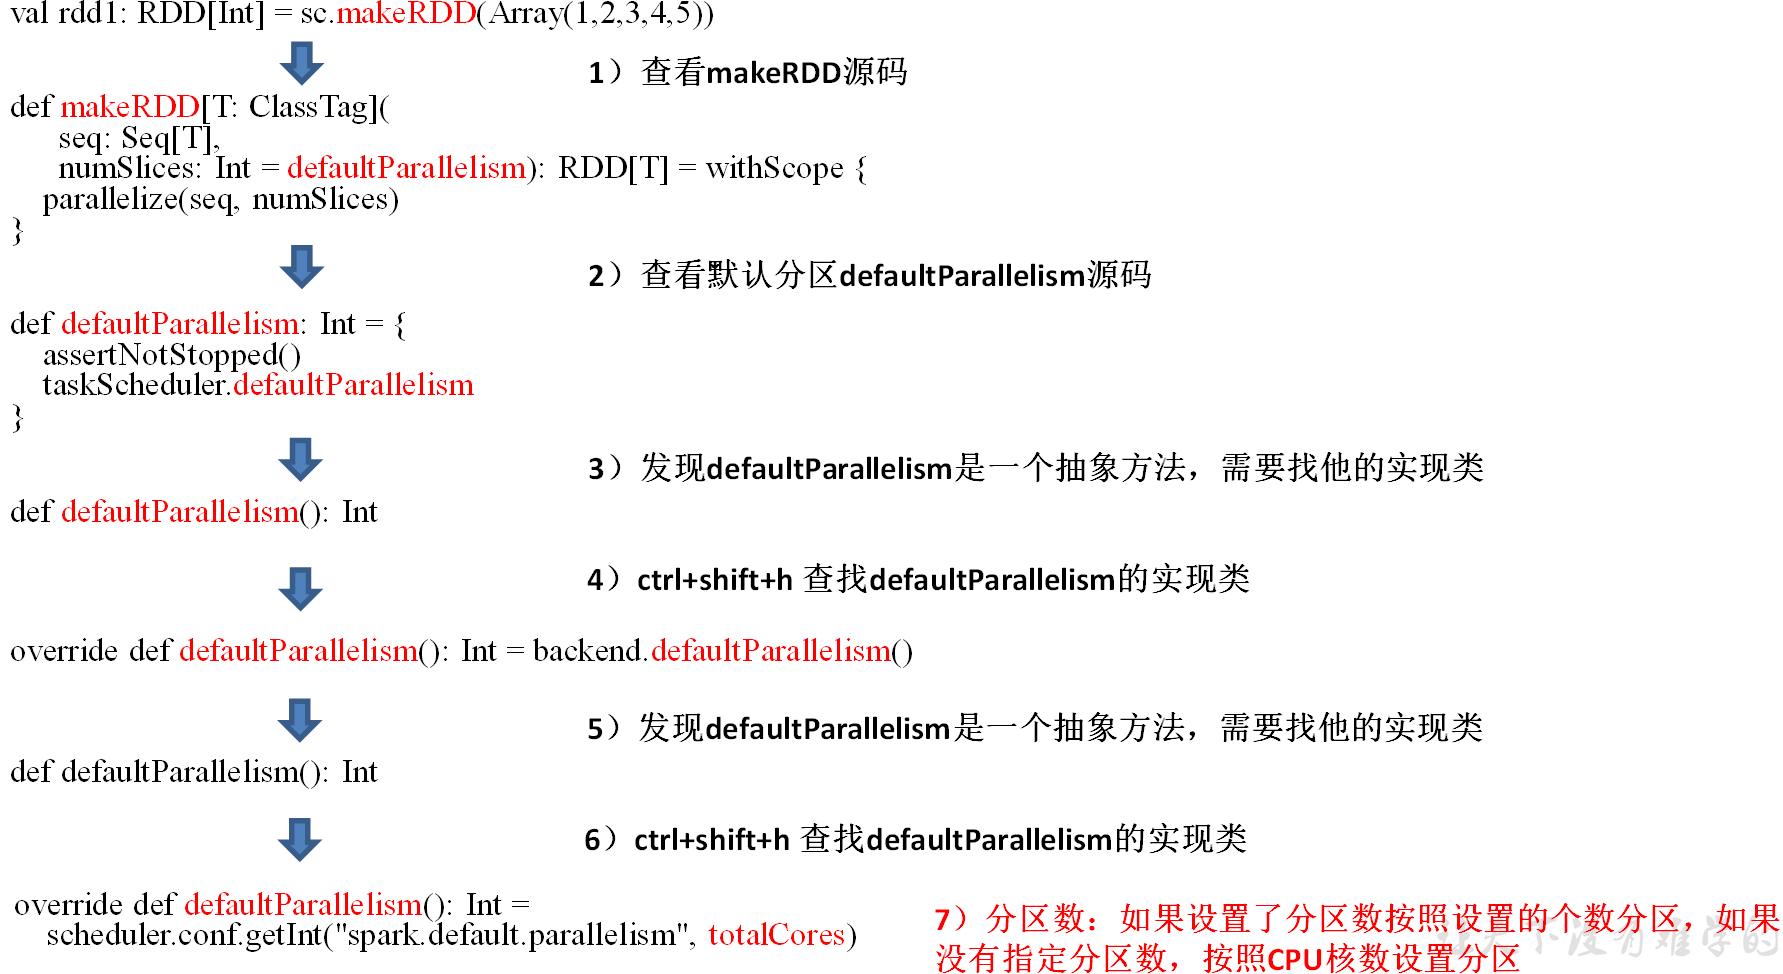 val rdd1: RDD[Int] = sc.makeRDD(Array(1,2,3,4,5))
1）查看makeRDD源码
def makeRDD[T: ClassTag](
seq: Seq[T],
numSlices: Int = defaultParallelism): RDD[T] = withScope {
parallelize(seq, numSlices)
}
2）查看默认分区defaultParallelism源码
def defaultParallelism: Int = {
assertNotStopped()
taskScheduler.defaultParallelism
}
3）发现defaultParallelism是一个抽象方法，需要找他的实现类
def defaultParallelism(): Int
4）ctrl+shift+h 查找defaultParallelism的实现类
override def defaultParallelism(): Int = backend.defaultParallelism()
5）发现defaultParallelism是一个抽象方法，需要找他的实现类
def defaultParallelism(): Int
6）ctrl+shift+h 查找defaultParallelism的实现类
override def defaultParallelism(): Int =
scheduler.conf.getInt("spark.default.parallelism", totalCores)
7）分区数：如果设置了分区数按照设置的个数分区，如果
没有指定分区数，按照CPU核数设置分区
下没有难学的